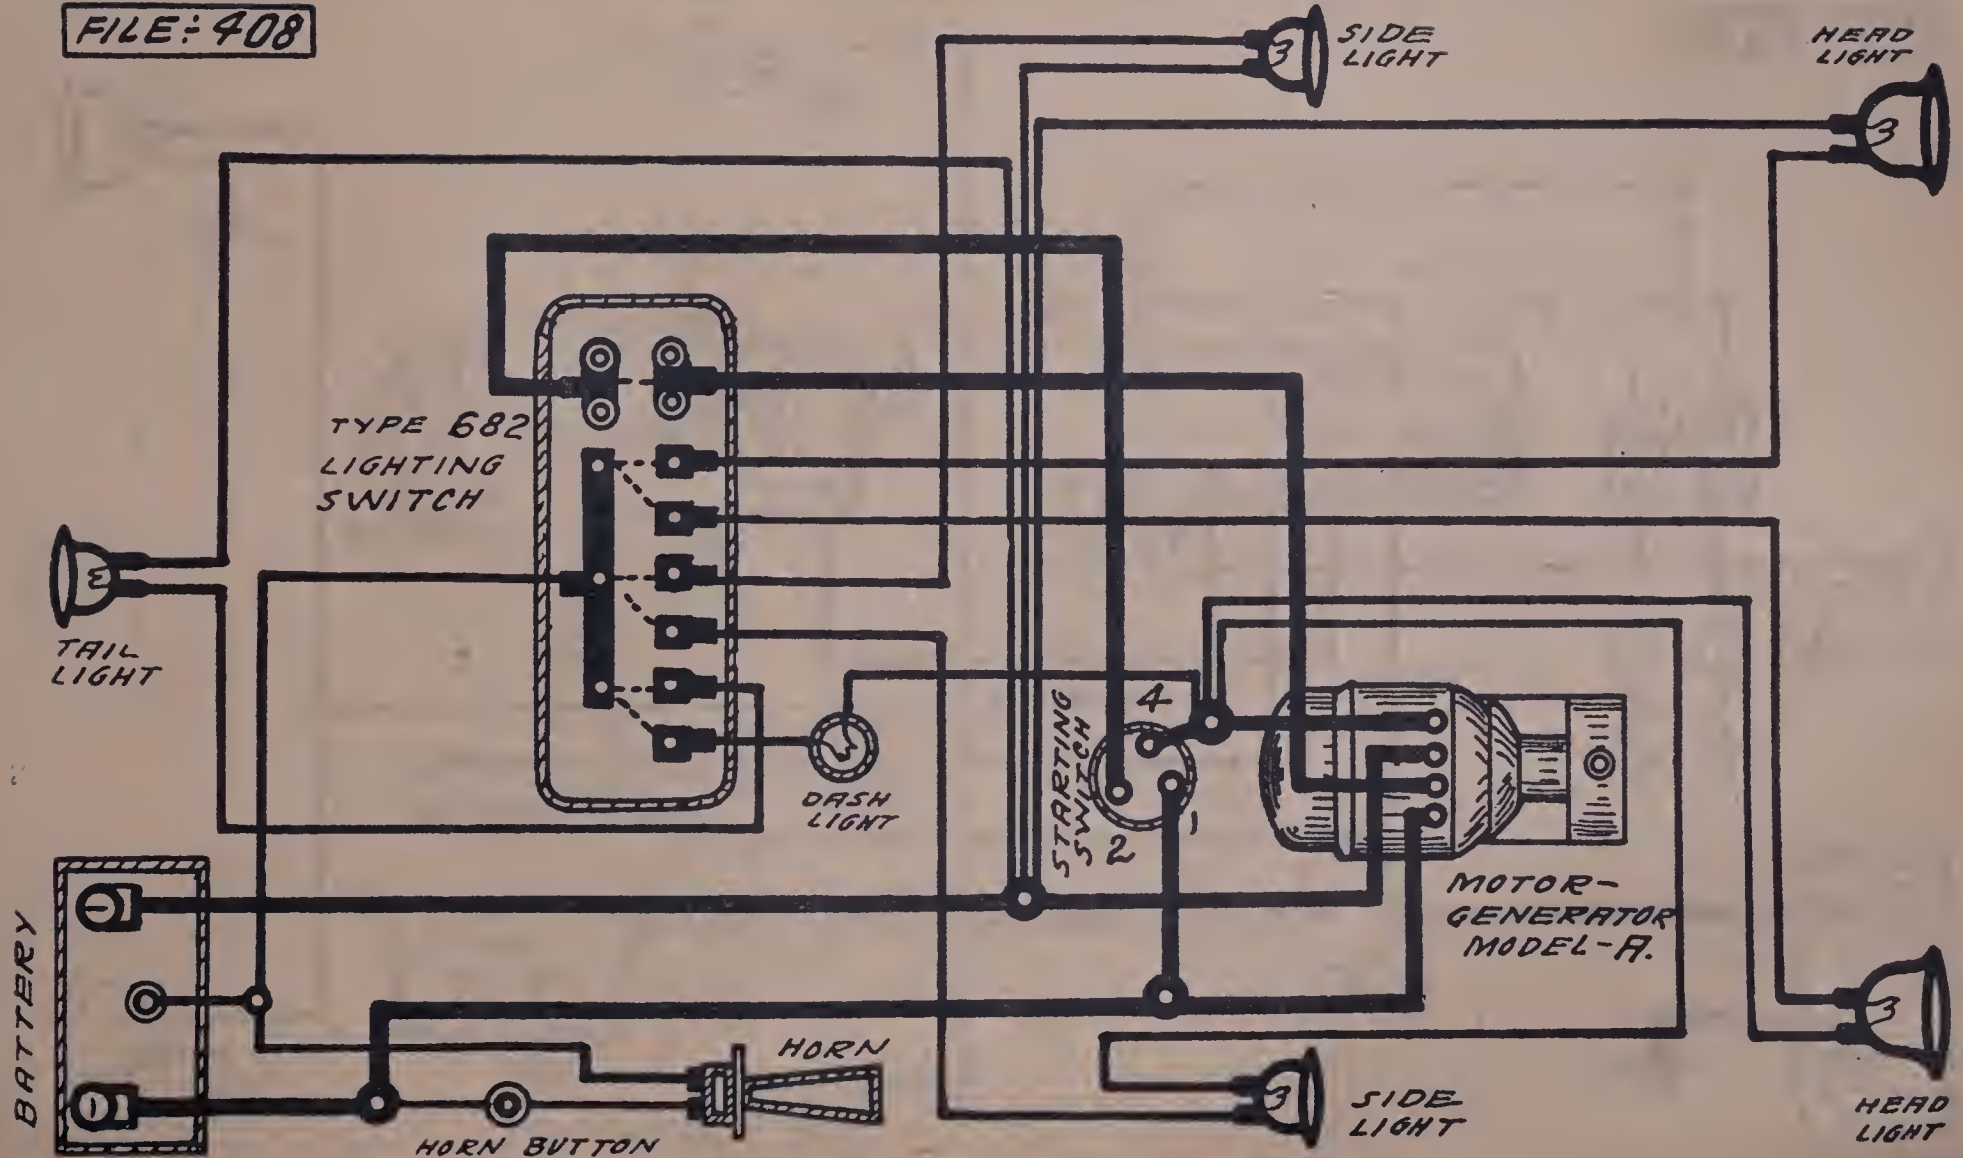 FILE÷408
SIDE
LIGHT
HEAD
LIGHT
TYPE 682
LIGHTING
SWITCH
TAIL
LIGHT
DASH
LIGHT
STARTING
SWITCH
4
2
1
MOTOR-
GENERATOR
MODEL-A.
BATTERY
HORN
HORN BUTTON
SIDE
LIGHT
HEAD
LIGHT